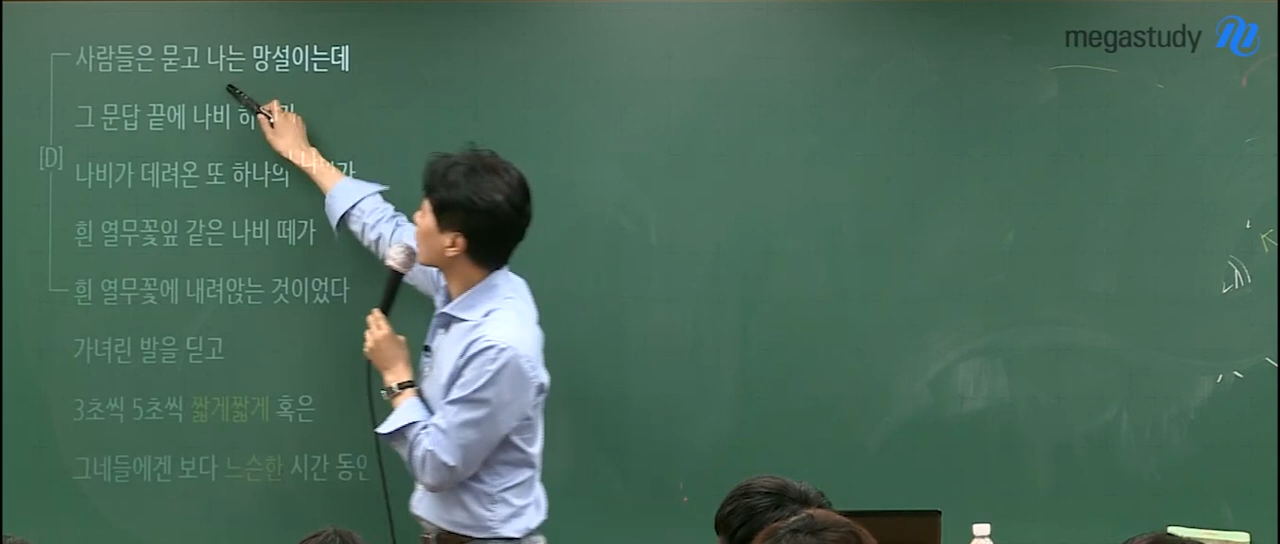 megastudy
사람들은 묻고 나는 망설이는데
그 문답 끝에 나비
[D]
나비가 데려온 또 하나의
흰 열무꽃잎 같은 나비 떼가
흰 열무꽃에 내려앉는 것이었다
가녀린 발을 딛고
3초씩 5초씩 짧게짧게 혹은
그네들에겐 보다 느슨한 시간 동안